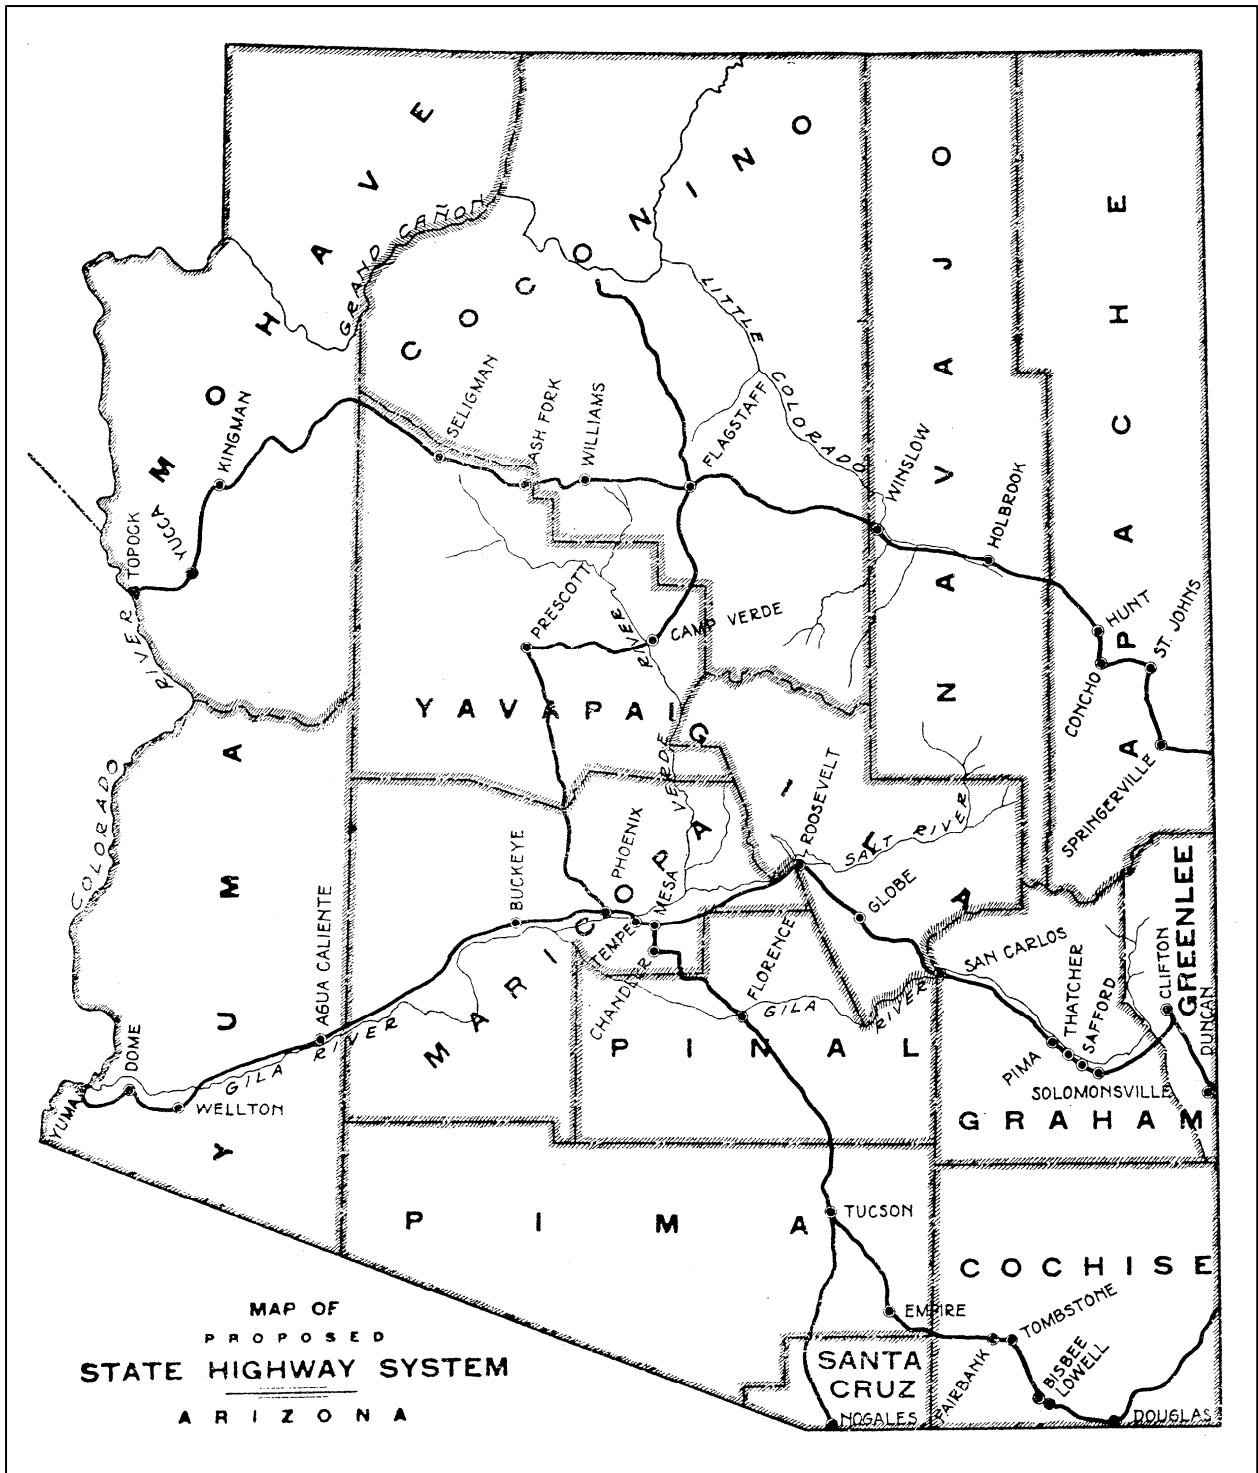 MOHAVE
COCONINO
NAVAJO
APACHE
GRAND CAÑON
LITTLE COLORADO
SELIGMAN
ASH FORK
WILLIAMS
FLAGSTAFF
KINGMAN
YUCCA
TOPOCK
WINSLOW
HOLBROOK
HUNT
ST. JOHNS
CONCHO
SPRINGERVILLE
PRESCOTT
CAMP VERDE
VERDE RIVER
YAVAPAI
COLORADO RIVER
YUMA
GILA
ROOSEVELT
SALT RIVER
GLOBE
SAN CARLOS
PHOENIX
MESA
TEMPE
CHANDLER
BUCKEYE
MARICOPA
AGUA CALIENTE
GILA RIVER
DOME
YUMA
WELLTON
FLORENCE
GILA RIVER
PINAL
GREENLEE
CLIFTON
DUNCAN
THATCHER
SAFFORD
PIMA
SOLOMONSVILLE
GRAHAM
PIMA
TUCSON
COCHISE
EMPIRE
TOMBSTONE
FAIRBANK
BISBEE
LOWELL
SANTA
CRUZ
NOGALES
DOUGLAS
MAP OF
PROPOSED
STATE HIGHWAY SYSTEM
ARIZONA